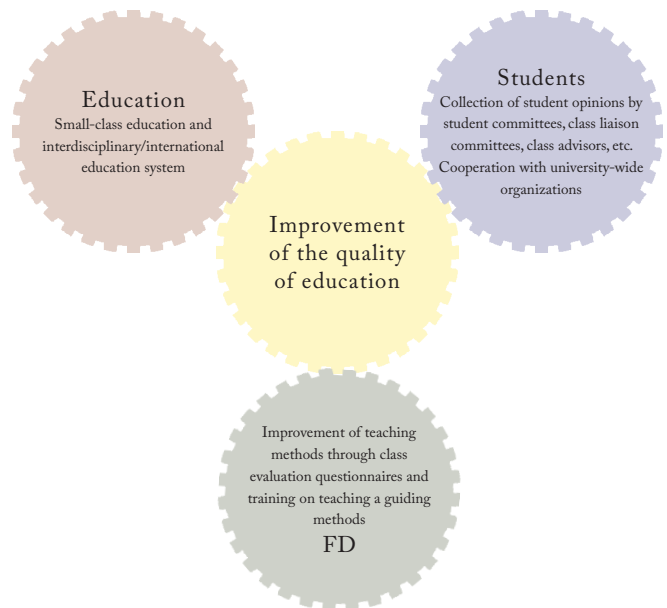 Education
Small-class education and
interdisciplinary/international
education system
Students
Collection of student opinions by
student committees, class liaison
committees, class advisors, etc.
Cooperation with university-wide
organizations
Improvement
of the quality
of education
Improvement of teaching
methods through class
evaluation questionnaires and
training on teaching a guiding
methods
FD